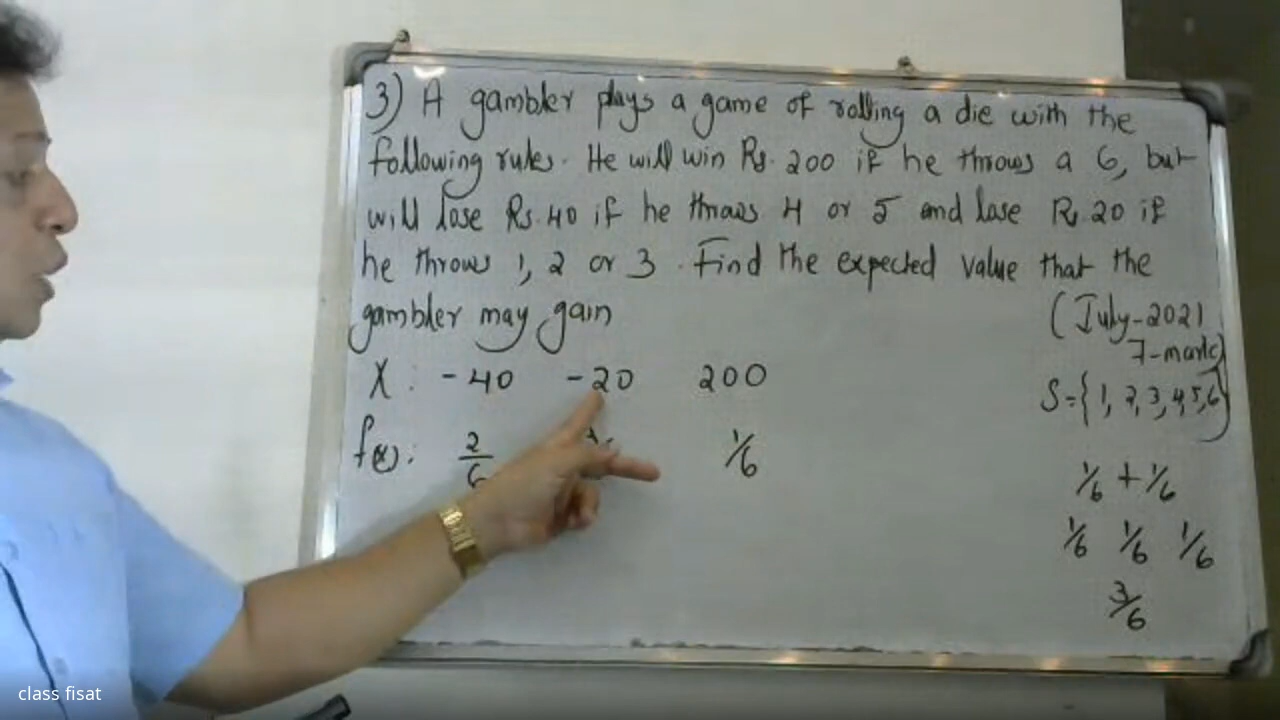 3) A gambler plays a game of rolling a die with the
following rules. He will win Rs. 200 if he throws a 6, but
will lose Rs. 40 if he throws 4 or 5 and lose Rs. 20 if
he throws 1, 2 or 3. Find the expected value that the
gambler may gain
(July-2021
7-mark)
X: -40 -20 200
S={1, 2, 3, 4, 5, 6}
f(x): 2/6 1/6
1/6 + 1/6
1/6 1/6 1/6
3/6
class fisat